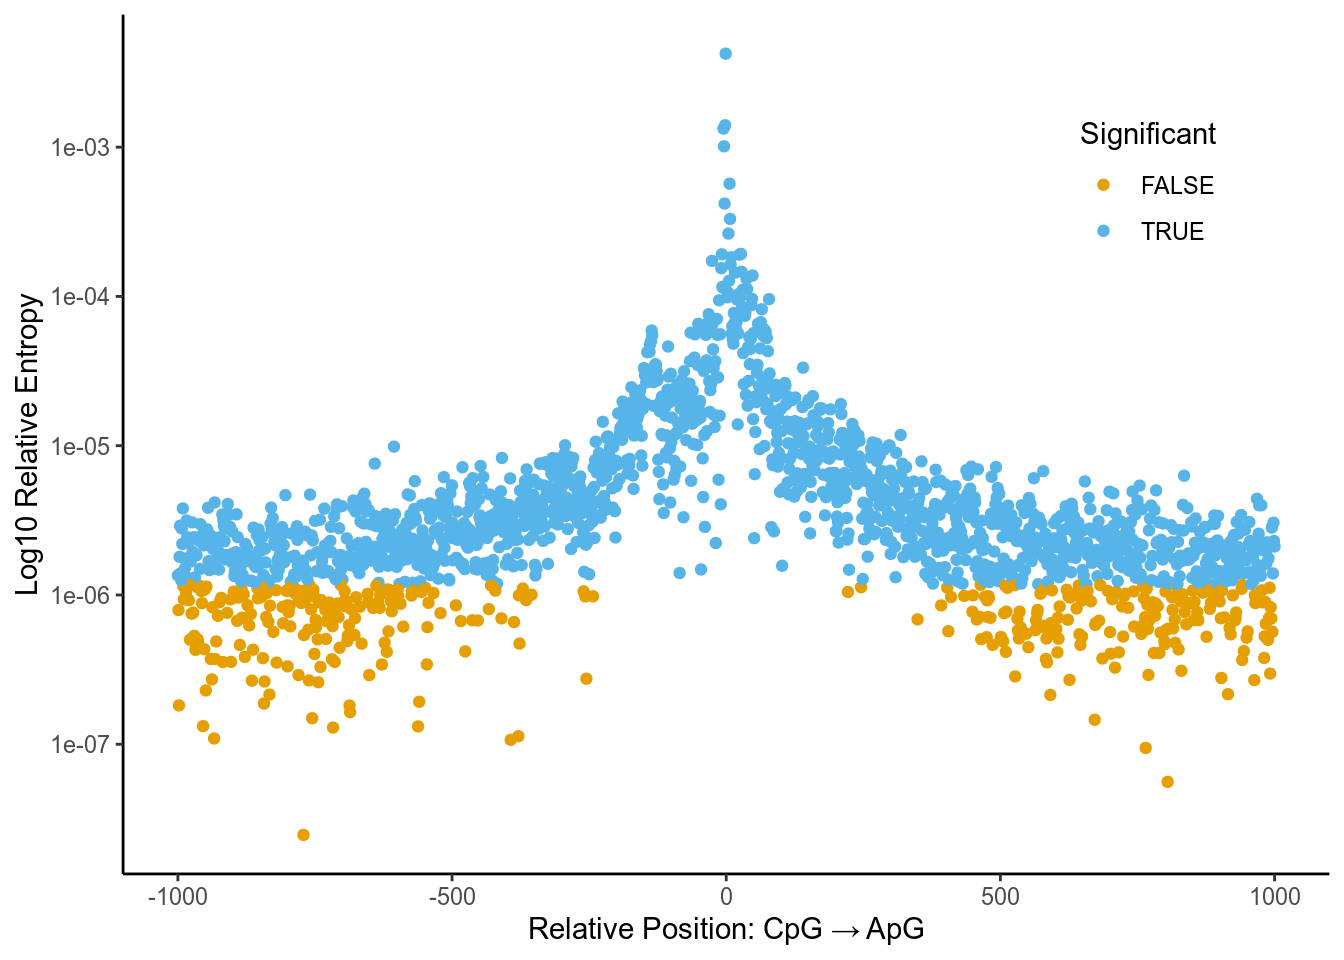 Log10 Relative Entropy
1e-03
1e-04
1e-05
1e-06
1e-07
Significant
FALSE
TRUE
-1000
-500
0
500
1000
Relative Position: CpG → ApG